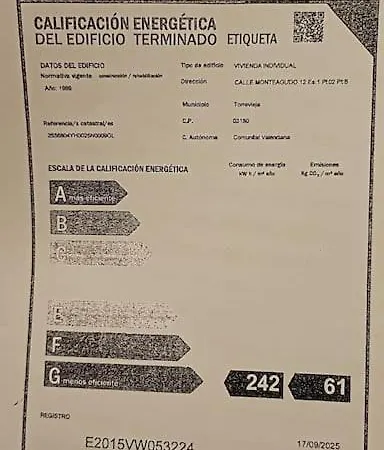 CALIFICACIÓN ENERGÉTICA
DEL EDIFICIO TERMINADO ETIQUETA
DATOS DEL EDIFICIO
Normativa vigente construcción / rehabilitación
Año: 1989
Referencia/s catastral/es
Tipo de edificio VIVIENDA INDIVIDUAL
Dirección CALLE MONTEAGUDO 12 Es:1 Pl:02 Pt:B
Municipio Torrevieja
C.P. 03180
C. Autónoma Comunitat Valenciana
ESCALA DE LA CALIFICACIÓN ENERGÉTICA
Consumo de energía
kW h / m² año
Emisiones
Kg CO₂ / m² año
A más eficiente
B
C
E
F
G menos eficiente
242
61
REGISTRO
E2015VW053224
17/09/2025